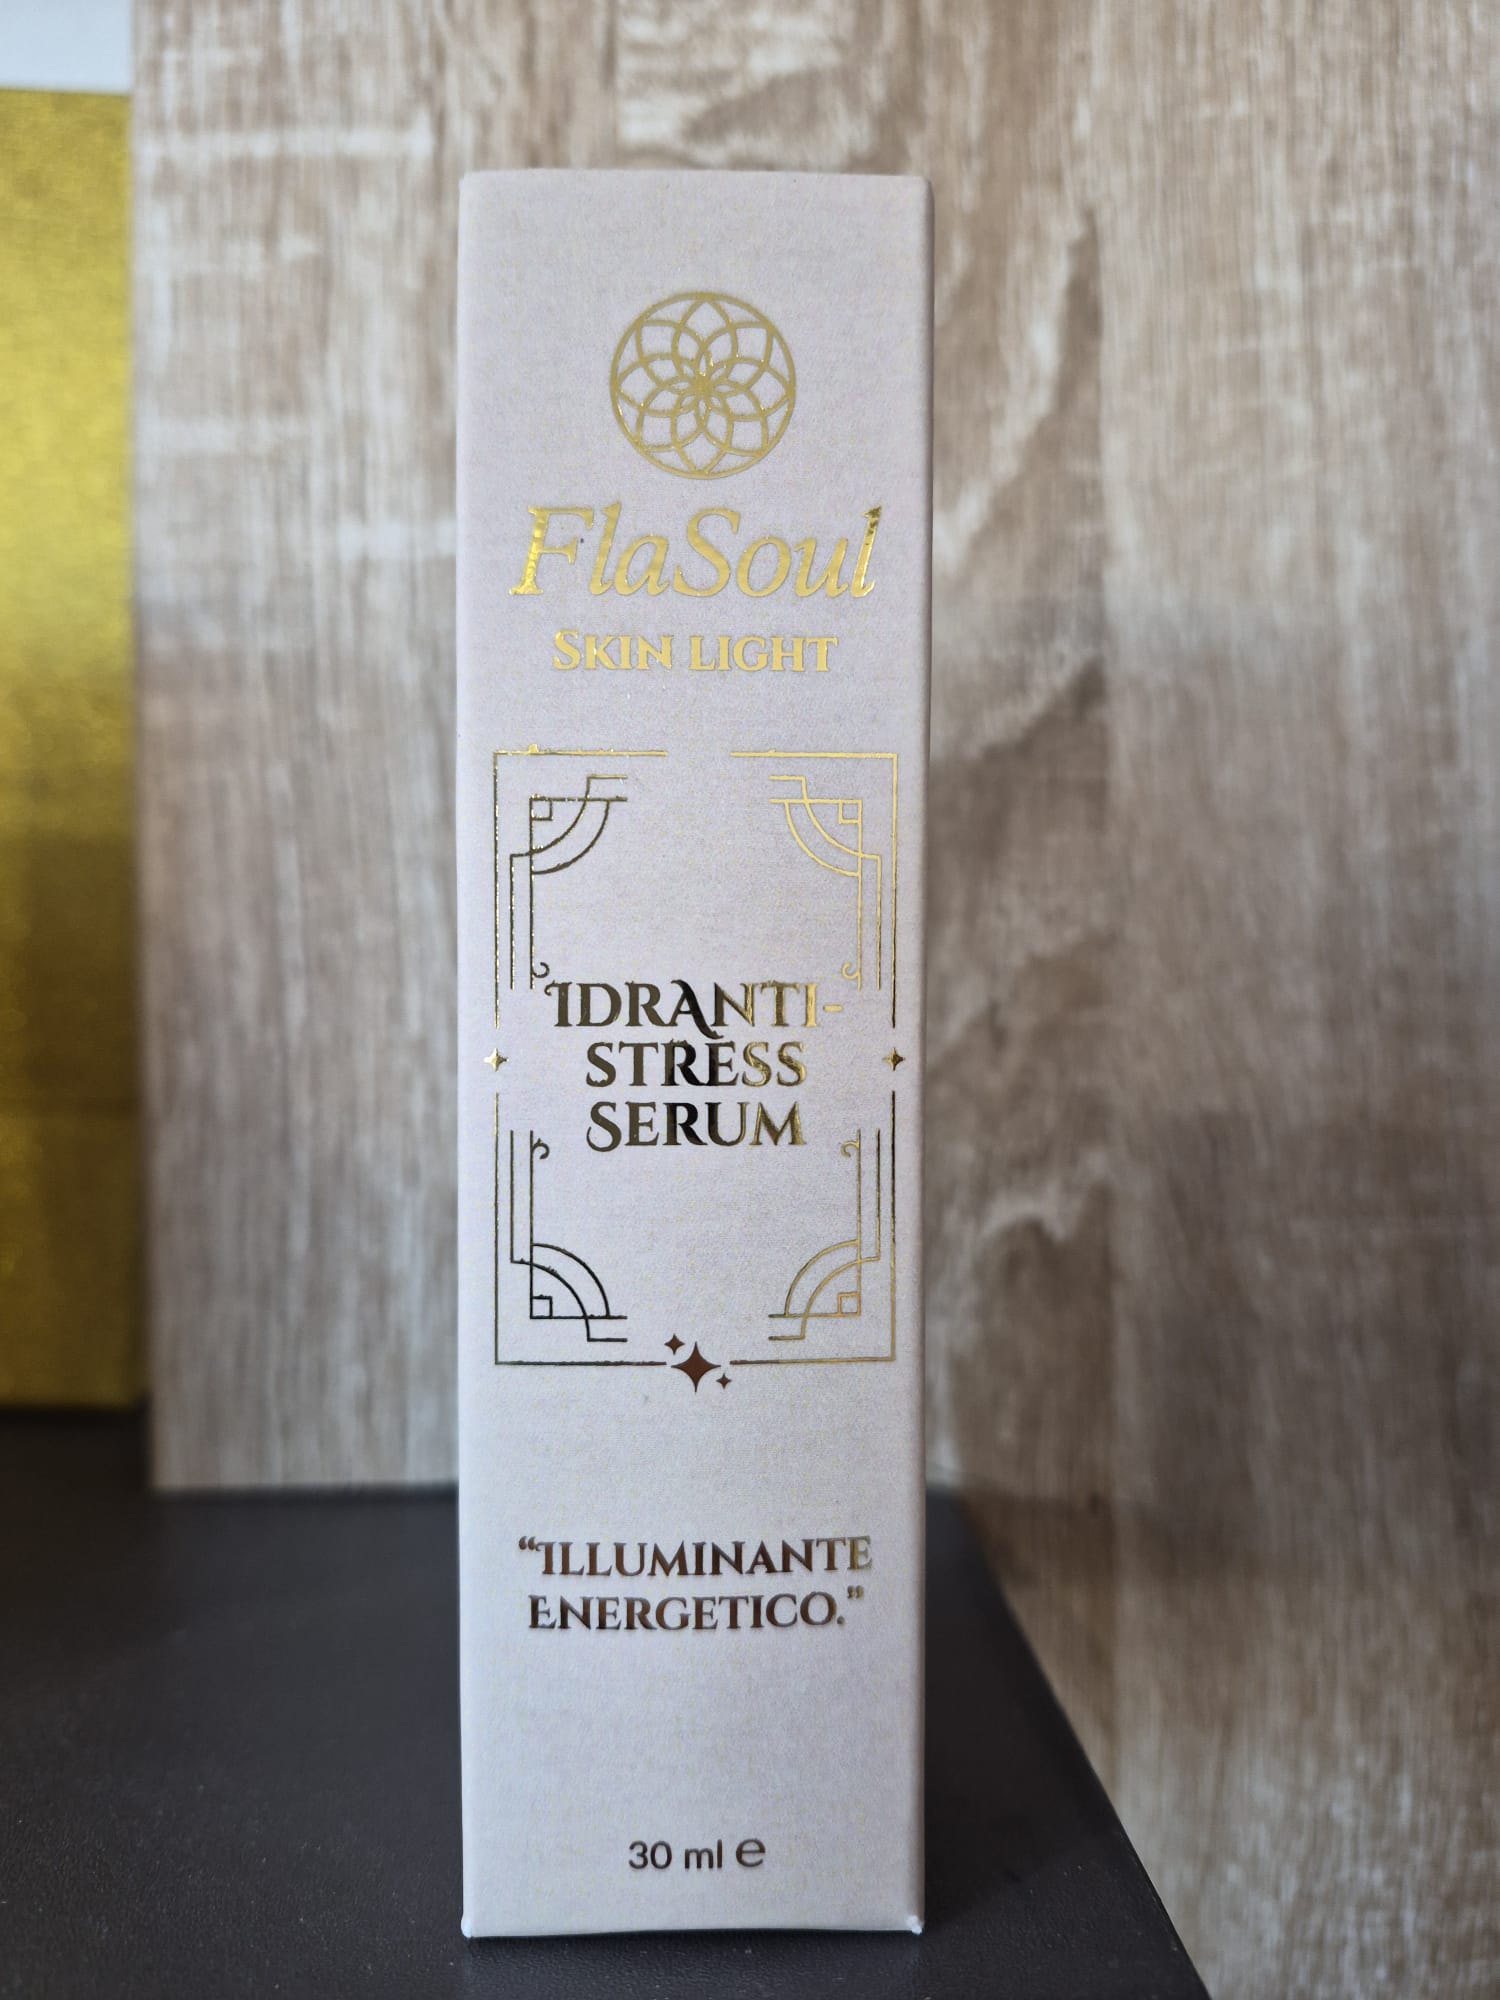 FlaSoul
SKIN LIGHT
IDRANTI-
STRESS
SERUM
“ILLUMINANTE
ENERGETICO.”
30 ml ℮